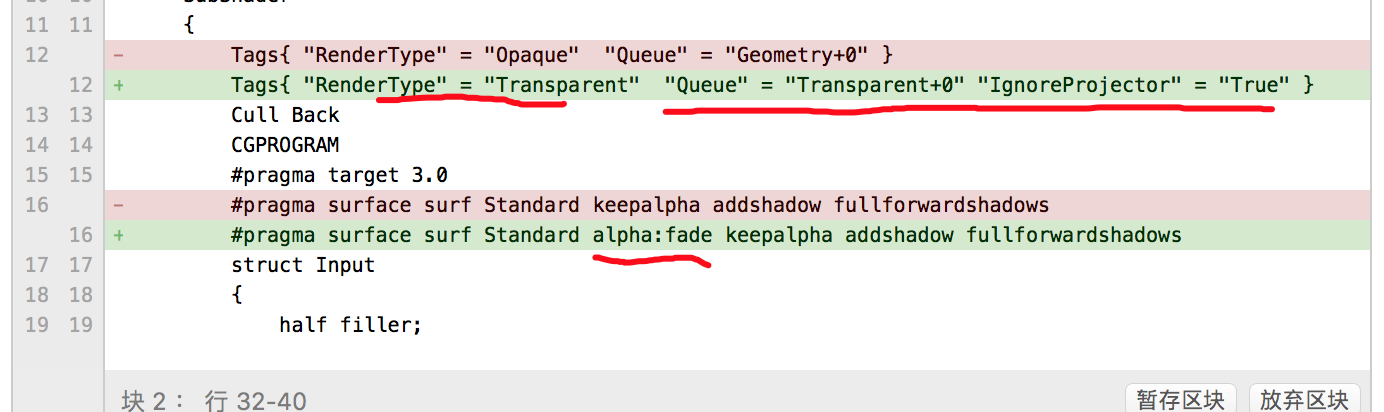 11 11 {
12 - Tags{ "RenderType" = "Opaque"  "Queue" = "Geometry+0" }
12 + Tags{ "RenderType" = "Transparent"  "Queue" = "Transparent+0" "IgnoreProjector" = "True" }
13 13 Cull Back
14 14 CGPROGRAM
15 15 #pragma target 3.0
16 - #pragma surface surf Standard keepalpha addshadow fullforwardshadows
16 + #pragma surface surf Standard alpha:fade keepalpha addshadow fullforwardshadows
17 17 struct Input
18 18 {
19 19 half filler;
块 2： 行 32-40 暂存区块 放弃区块